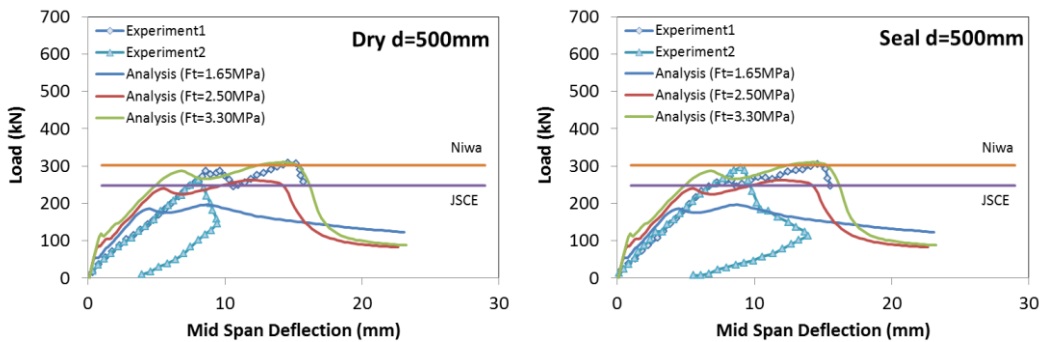 700
600
500
400
300
200
100
0
Load (kN)
Experiment1
Experiment2
Analysis (Ft=1.65MPa)
Analysis (Ft=2.50MPa)
Analysis (Ft=3.30MPa)
Dry d=500mm
Niwa
JSCE
0 10 20 30
Mid Span Deflection (mm)
700
600
500
400
300
200
100
0
Load (kN)
Experiment1
Experiment2
Analysis (Ft=1.65MPa)
Analysis (Ft=2.50MPa)
Analysis (Ft=3.30MPa)
Seal d=500mm
Niwa
JSCE
0 10 20 30
Mid Span Deflection (mm)